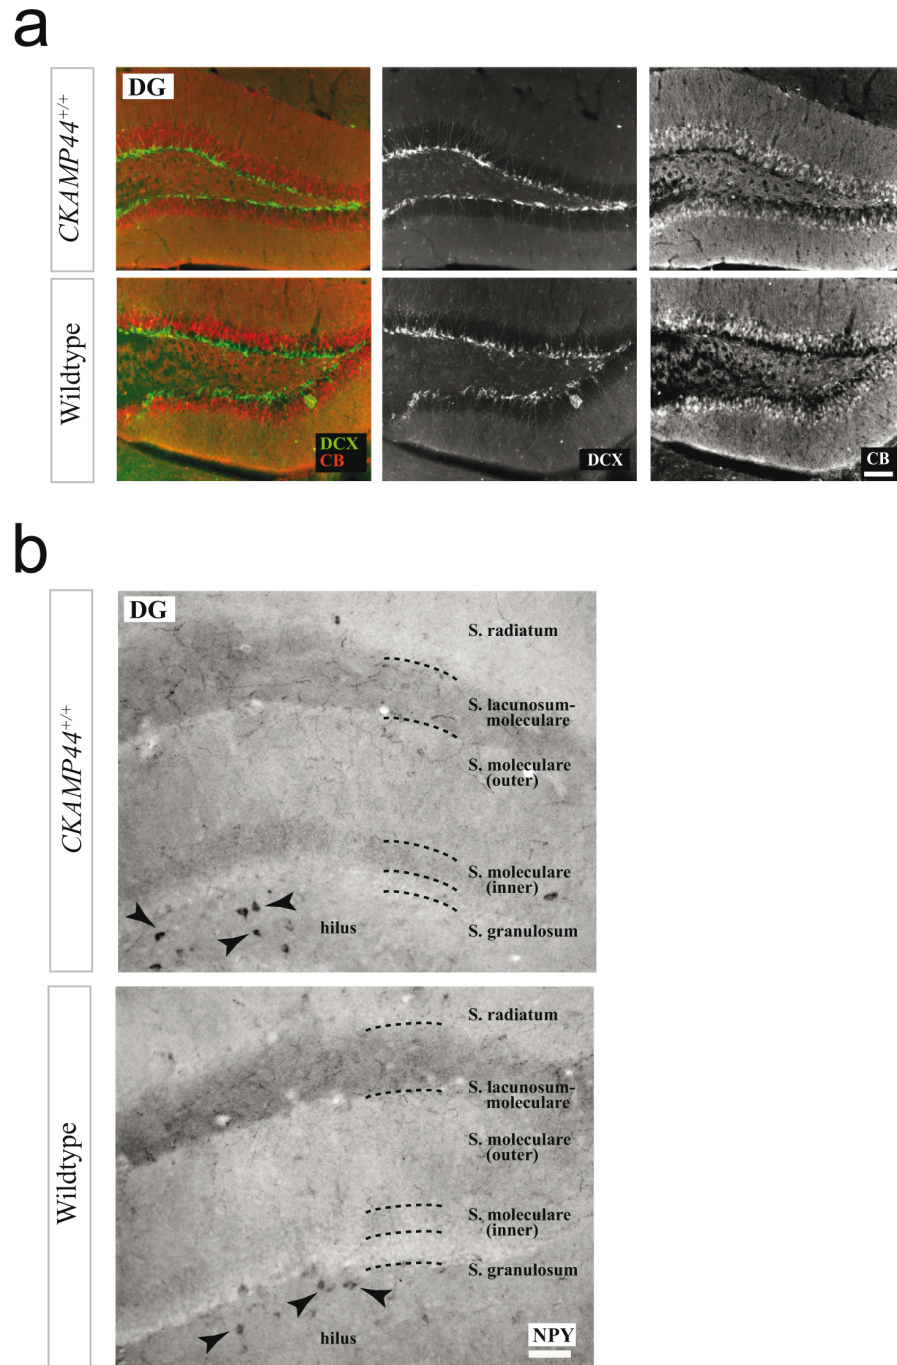 a
CKAMP44+/+
DG
Wildtype
DCX
CB
DCX
CB
b
CKAMP44+/+
DG
S. radiatum
S. lacunosum-
moleculare
S. moleculare
(outer)
S. moleculare
(inner)
hilus
S. granulosum
Wildtype
S. radiatum
S. lacunosum-
moleculare
S. moleculare
(outer)
S. moleculare
(inner)
S. granulosum
hilus
NPY